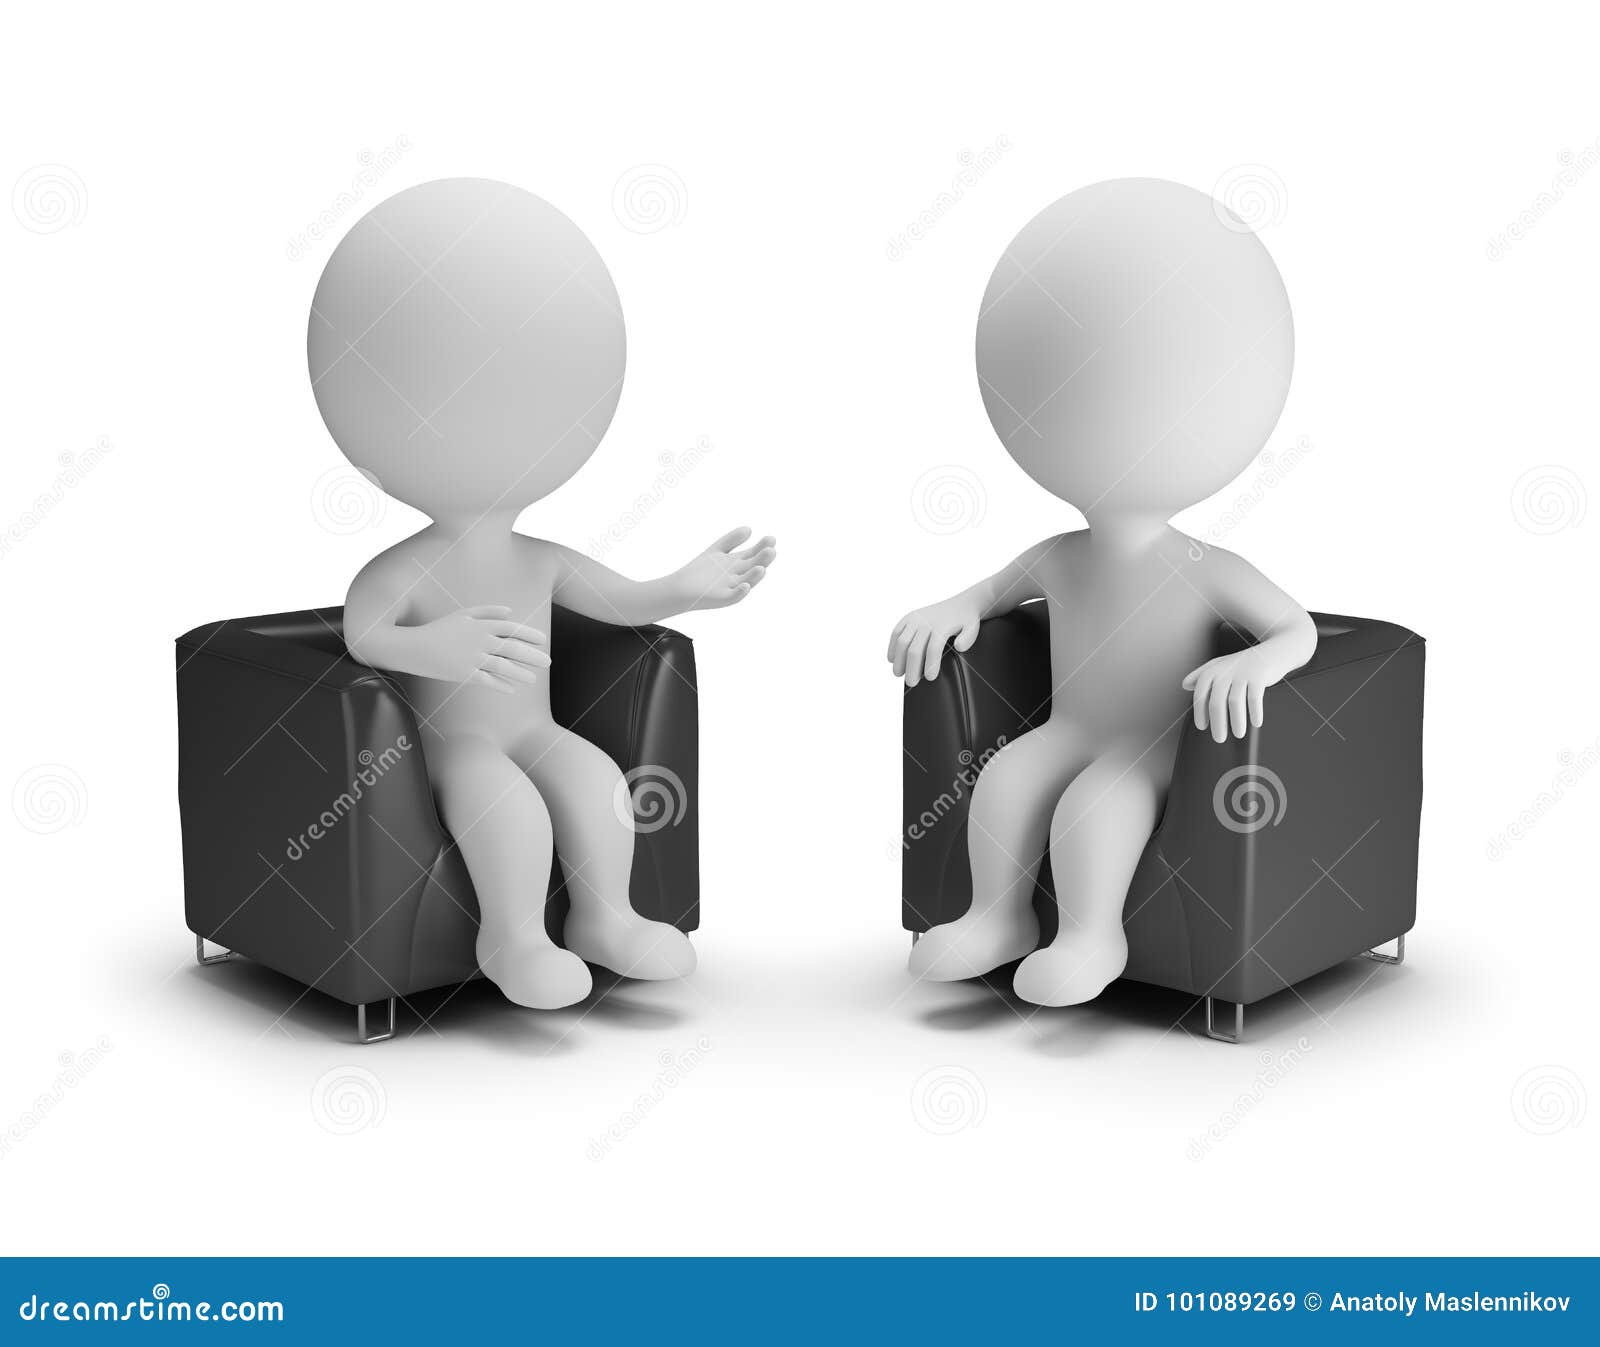 dreamstime.com
ID 101089269 © Anatoly Maslennikov